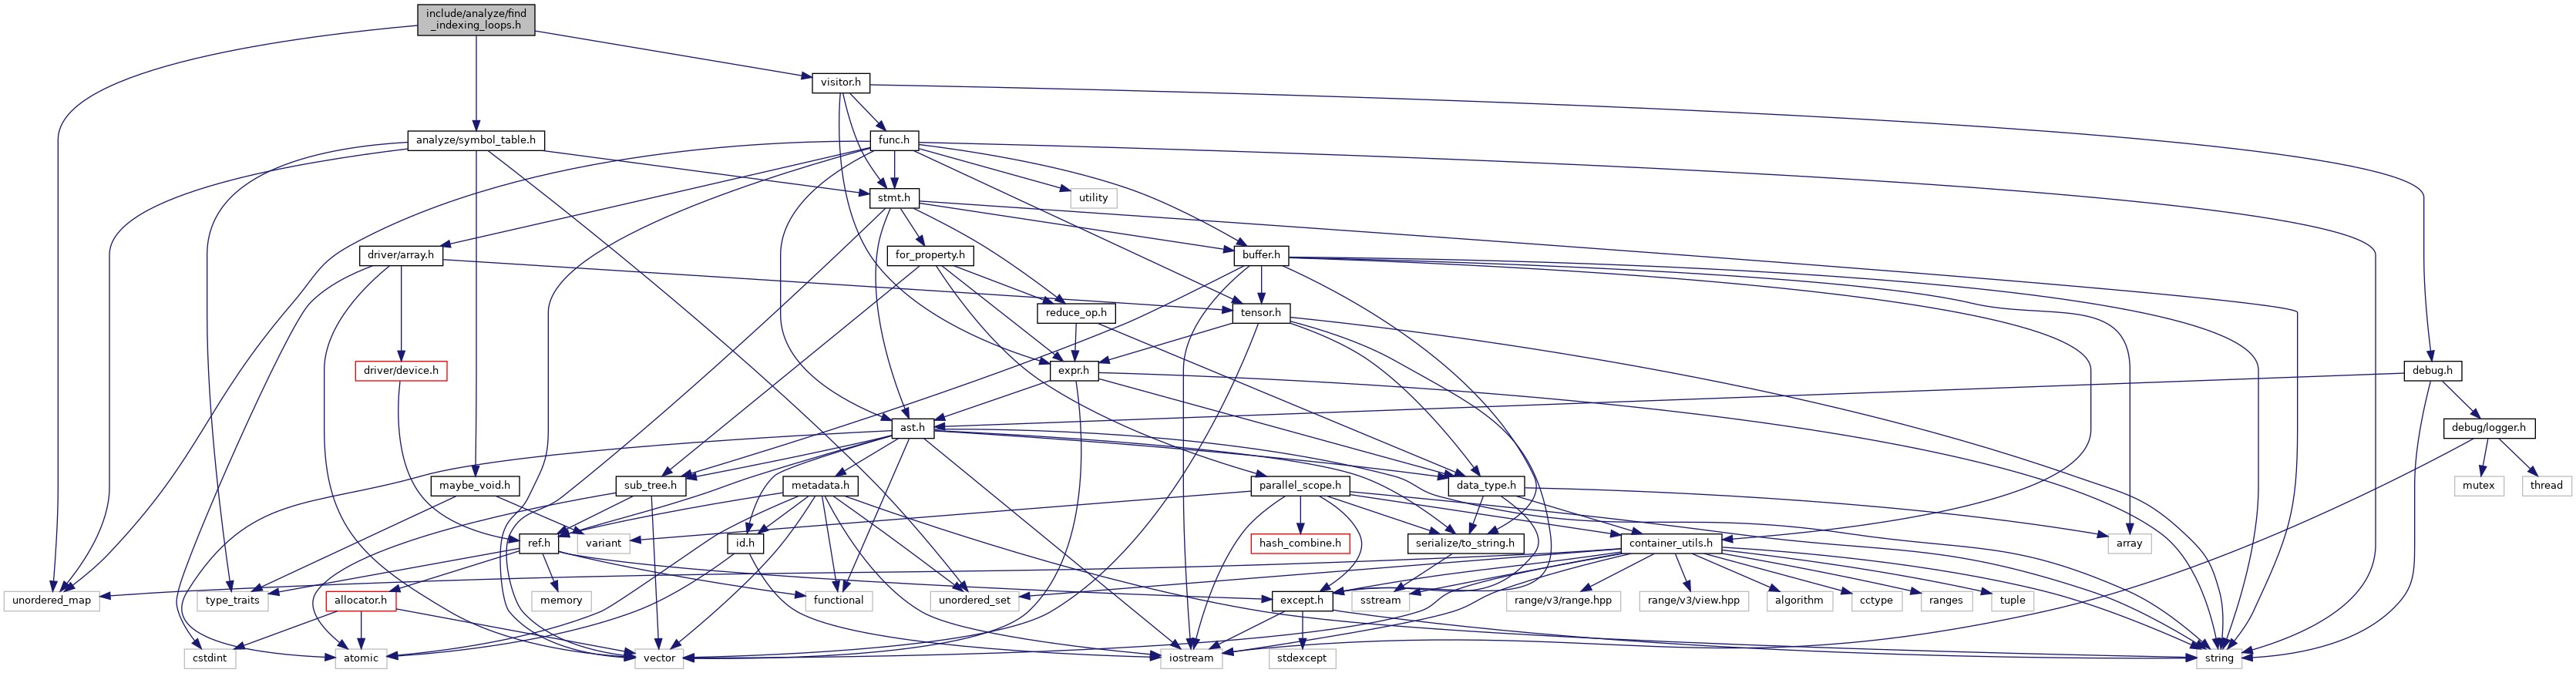 include/analyze/find
_indexing_loops.h
visitor.h
analyze/symbol_table.h
func.h
stmt.h
utility
driver/array.h
for_property.h
buffer.h
reduce_op.h
tensor.h
driver/device.h
expr.h
debug.h
ast.h
debug/logger.h
maybe_void.h
sub_tree.h
metadata.h
parallel_scope.h
data_type.h
mutex
thread
ref.h
variant
id.h
hash_combine.h
serialize/to_string.h
container_utils.h
array
unordered_map
type_traits
allocator.h
memory
functional
unordered_set
except.h
sstream
range/v3/range.hpp
range/v3/view.hpp
algorithm
cctype
ranges
tuple
cstdint
atomic
vector
iostream
stdexcept
string